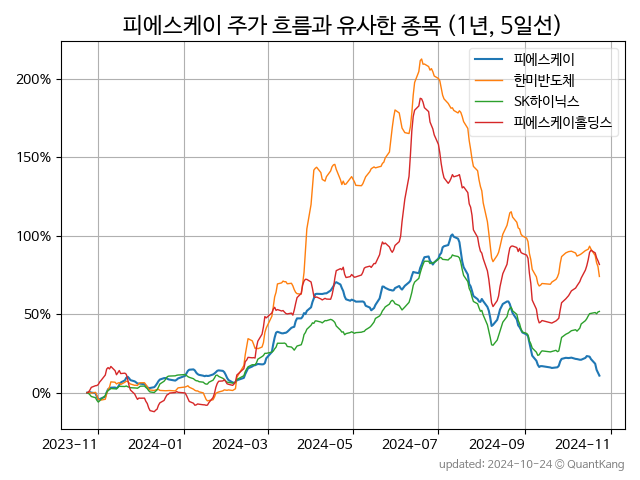 피에스케이 주가 흐름과 유사한 종목 (1년, 5일선)
피에스케이
한미반도체
SK하이닉스
피에스케이홀딩스
200%
150%
100%
50%
0%
2023-11 2024-01 2024-03 2024-05 2024-07 2024-09 2024-11
updated: 2024-10-24 © QuantKang